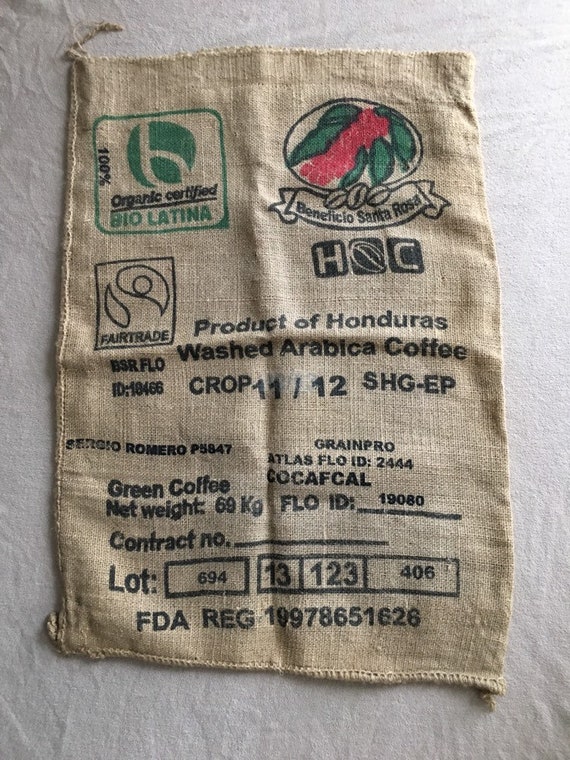 100%
Organic certified
BIO LATINA
Beneficio Santa Rosa
HQC
FAIRTRADE
Product of Honduras
Washed Arabica Coffee
BSR.FLO
ID:18466
CROP 11 / 12 SHG-EP
SERGIO ROMERO P5847
GRAINPRO
ATLAS FLO ID: 2444
COCAFCAL
Green Coffee
Net weight: 69 Kg FLO ID: 19080
Contract no.
Lot: 694 13 123 406
FDA REG 19978651626